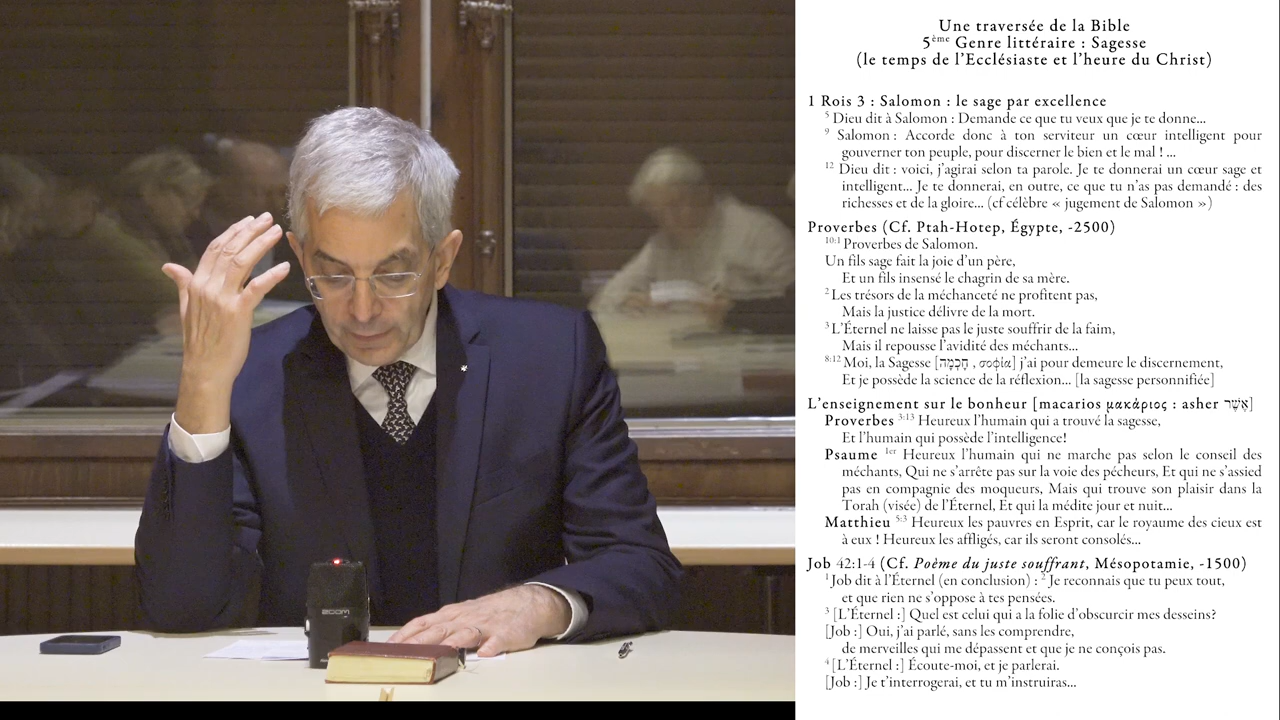 Une traversée de la Bible
5ème Genre littéraire : Sagesse
(le temps de l'Ecclésiaste et l'heure du Christ)
1 Rois 3 : Salomon : le sage par excellence
5 Dieu dit à Salomon : Demande ce que tu veux que je te donne...
9 Salomon : Accorde donc à ton serviteur un cœur intelligent pour
gouverner ton peuple, pour discerner le bien et le mal ! ...
12 Dieu dit : voici, j'agirai selon ta parole. Je te donnerai un cœur sage et
intelligent... Je te donnerai, en outre, ce que tu n'as pas demandé : des
richesses et de la gloire... (cf célèbre « jugement de Salomon »)
Proverbes (Cf. Ptah-Hotep, Égypte, -2500)
10:1 Proverbes de Salomon.
Un fils sage fait la joie d'un père,
Et un fils insensé le chagrin de sa mère.
2 Les trésors de la méchanceté ne profitent pas,
Mais la justice délivre de la mort.
3 L'Éternel ne laisse pas le juste souffrir de la faim,
Mais il repousse l'avidité des méchants...
8:12 Moi, la Sagesse [חָכְמָה , σοφία] j'ai pour demeure le discernement,
Et je possède la science de la réflexion... [la sagesse personnifiée]
L'enseignement sur le bonheur [macarios μακάριος : asher אֶשֶׁר]
Proverbes 3:13 Heureux l'humain qui a trouvé la sagesse,
Et l'humain qui possède l'intelligence!
Psaume 1er Heureux l'humain qui ne marche pas selon le conseil des
méchants, Qui ne s'arrête pas sur la voie des pécheurs, Et qui ne s'assied
pas en compagnie des moqueurs, Mais qui trouve son plaisir dans la
Torah (visée) de l'Éternel, Et qui la médite jour et nuit...
Matthieu 5:3 Heureux les pauvres en Esprit, car le royaume des cieux est
à eux ! Heureux les affligés, car ils seront consolés...
Job 42:1-4 (Cf. Poème du juste souffrant, Mésopotamie, -1500)
1 Job dit à l'Éternel (en conclusion) : 2 Je reconnais que tu peux tout,
et que rien ne s'oppose à tes pensées.
3 [L'Éternel :] Quel est celui qui a la folie d'obscurcir mes desseins?
[Job :] Oui, j'ai parlé, sans les comprendre,
de merveilles qui me dépassent et que je ne conçois pas.
4 [L'Éternel :] Écoute-moi, et je parlerai.
[Job :] Je t'interrogerai, et tu m'instruiras...
zoom